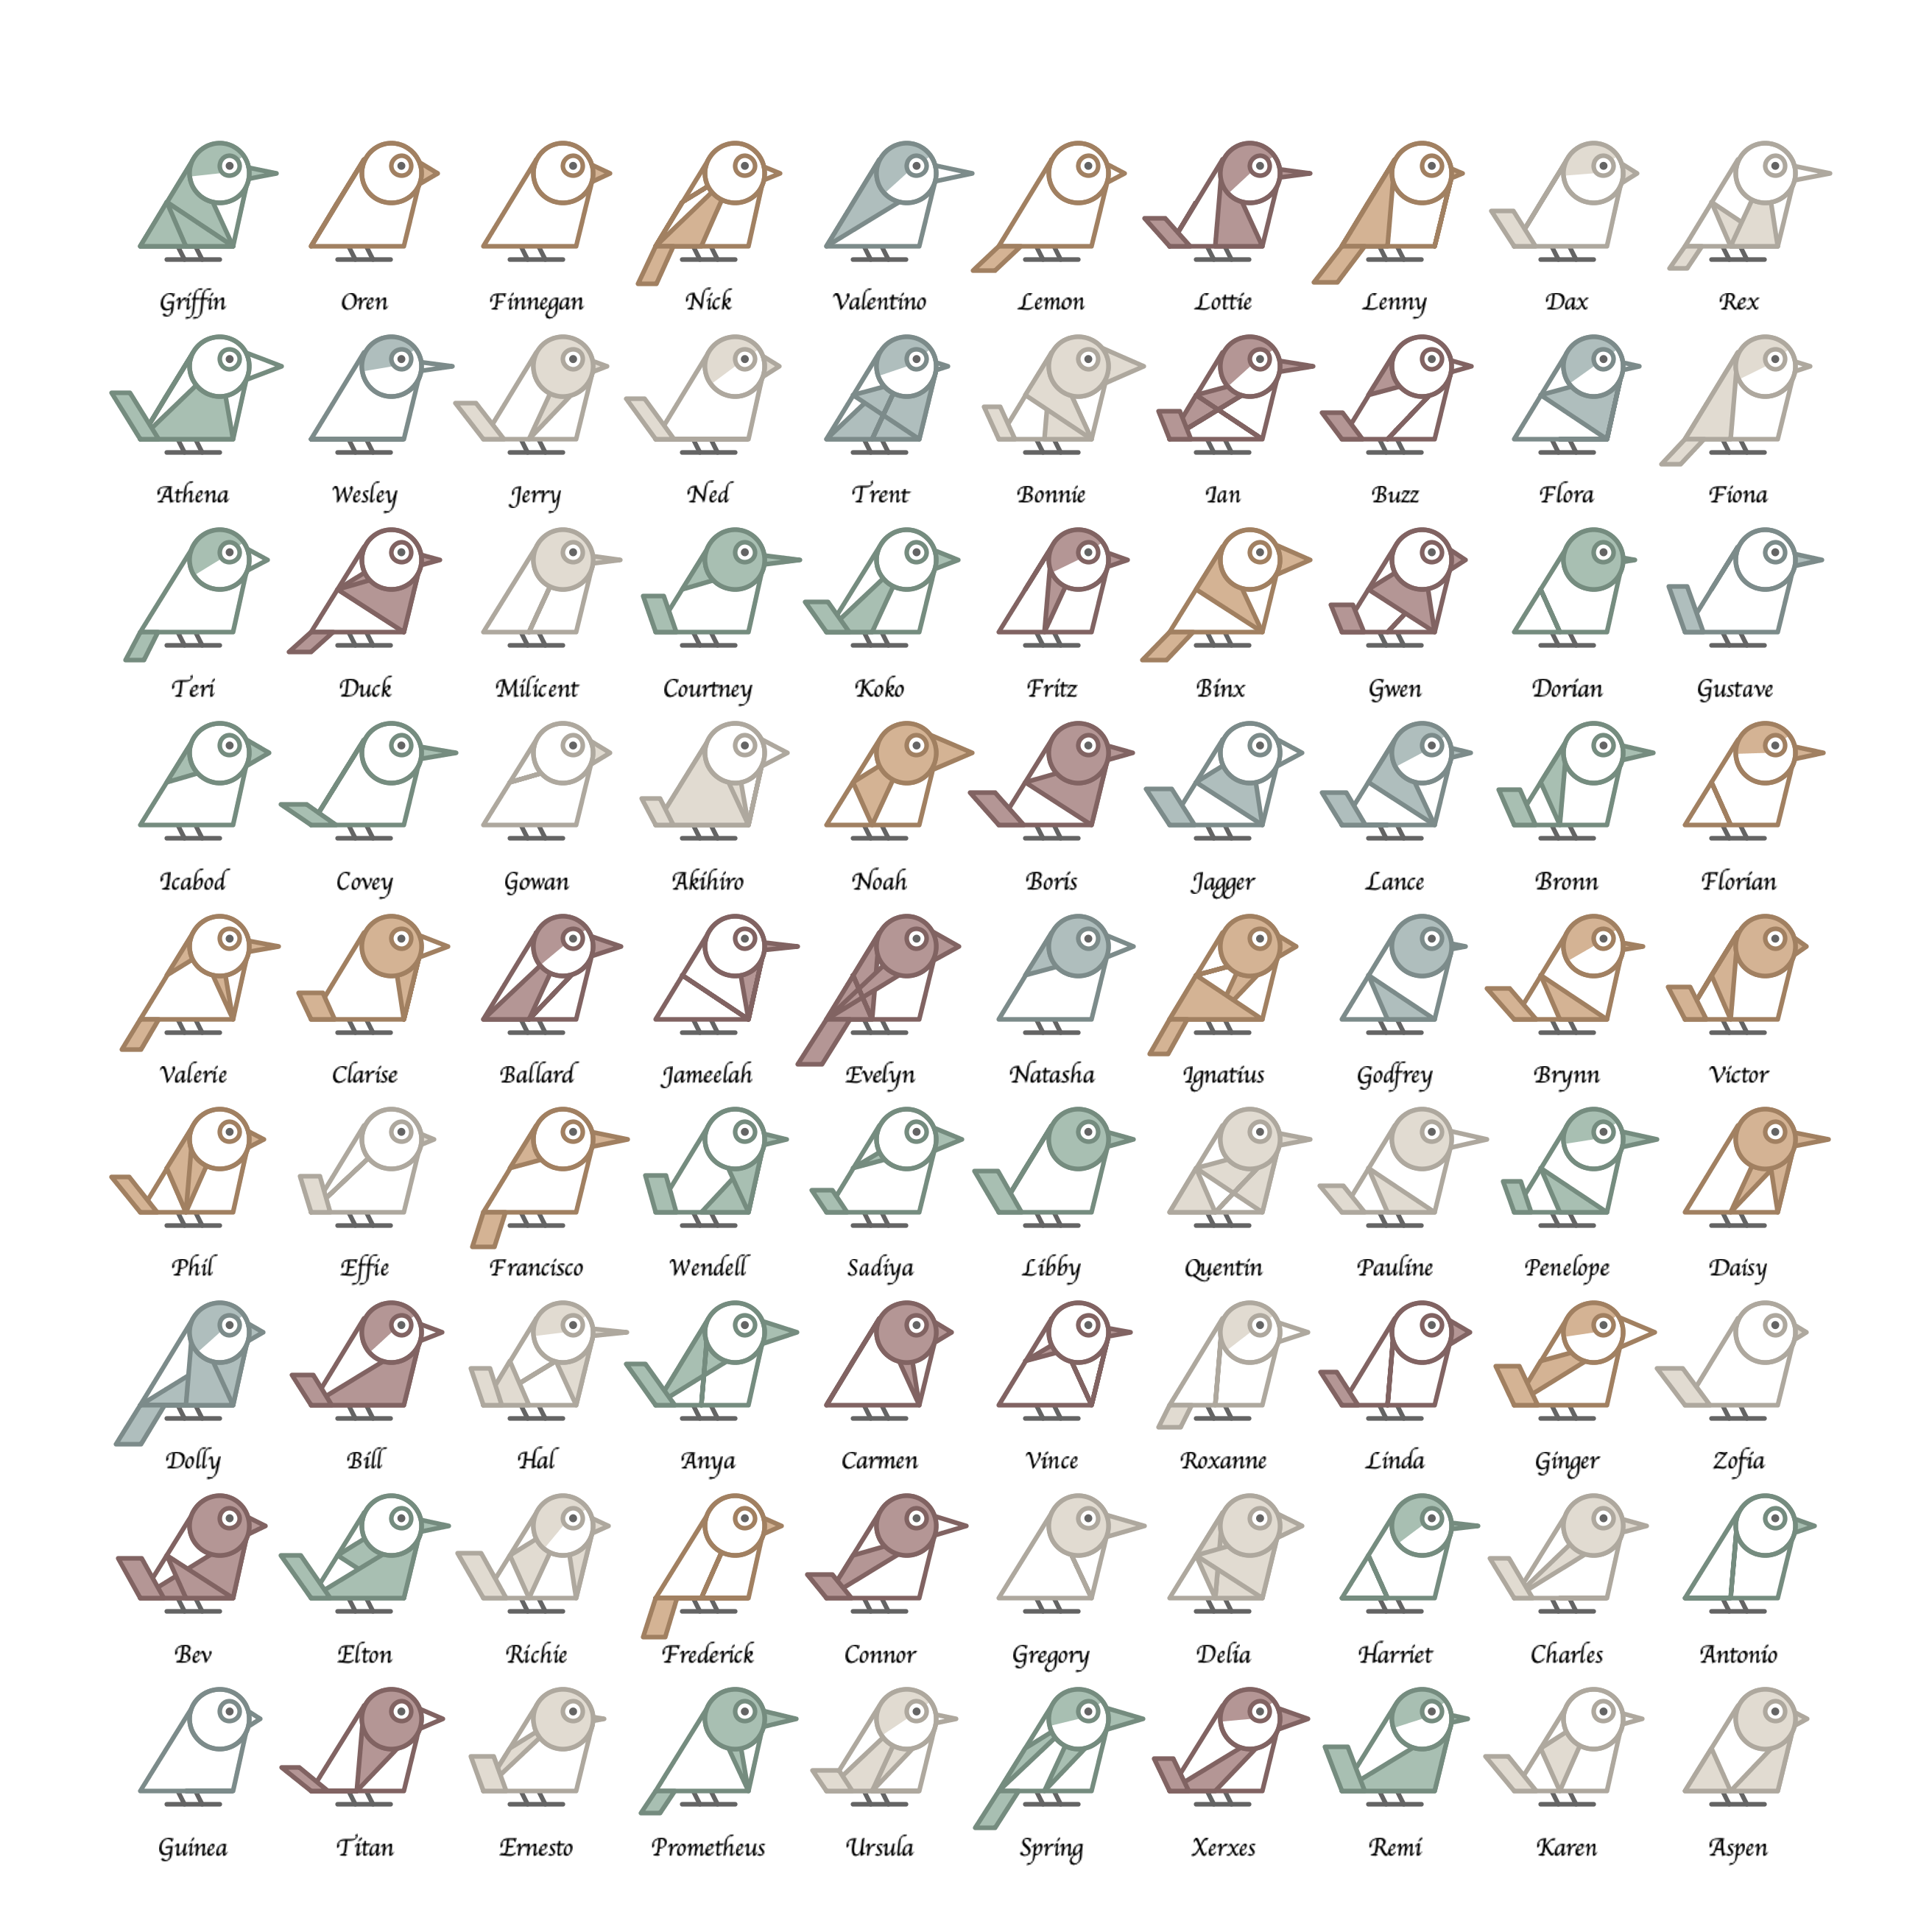 Griffin Oren Finnegan Nick Valentino Lemon Lottie Lenny Dax Rex
Athena Wesley Jerry Ned Trent Bonnie Ian Buzz Flora Fiona
Teri Duck Milicent Courtney Koko Fritz Binx Gwen Dorian Gustave
Icabod Covey Gowan Akihiro Noah Boris Jagger Lance Bronn Florian
Valerie Clarise Ballard Jameelah Evelyn Natasha Ignatius Godfrey Brynn Victor
Phil Effie Francisco Wendell Sadiya Libby Quentin Pauline Penelope Daisy
Dolly Bill Hal Anya Carmen Vince Roxanne Linda Ginger Zofia
Bev Elton Richie Frederick Connor Gregory Delia Harriet Charles Antonio
Guinea Titan Ernesto Prometheus Ursula Spring Xerxes Remi Karen Aspen